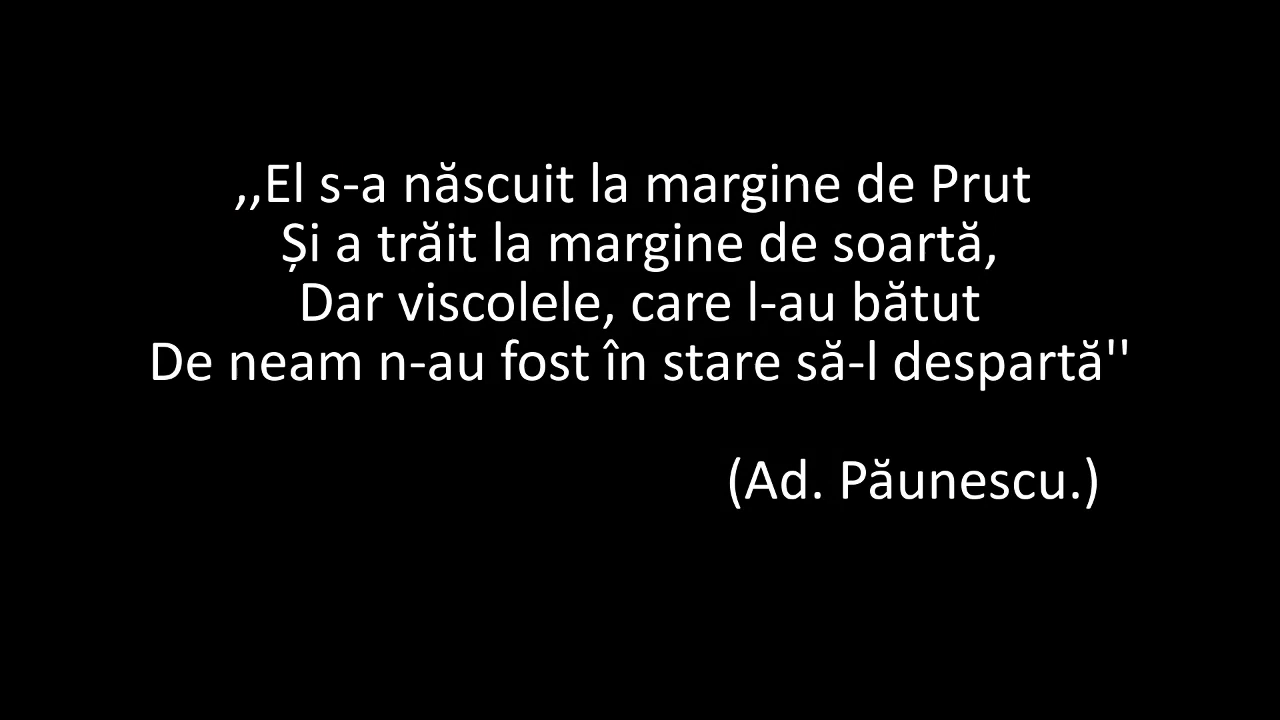 ,,El s-a născuit la margine de Prut
Și a trăit la margine de soartă,
Dar viscolele, care l-au bătut
De neam n-au fost în stare să-l despartă''
(Ad. Păunescu.)